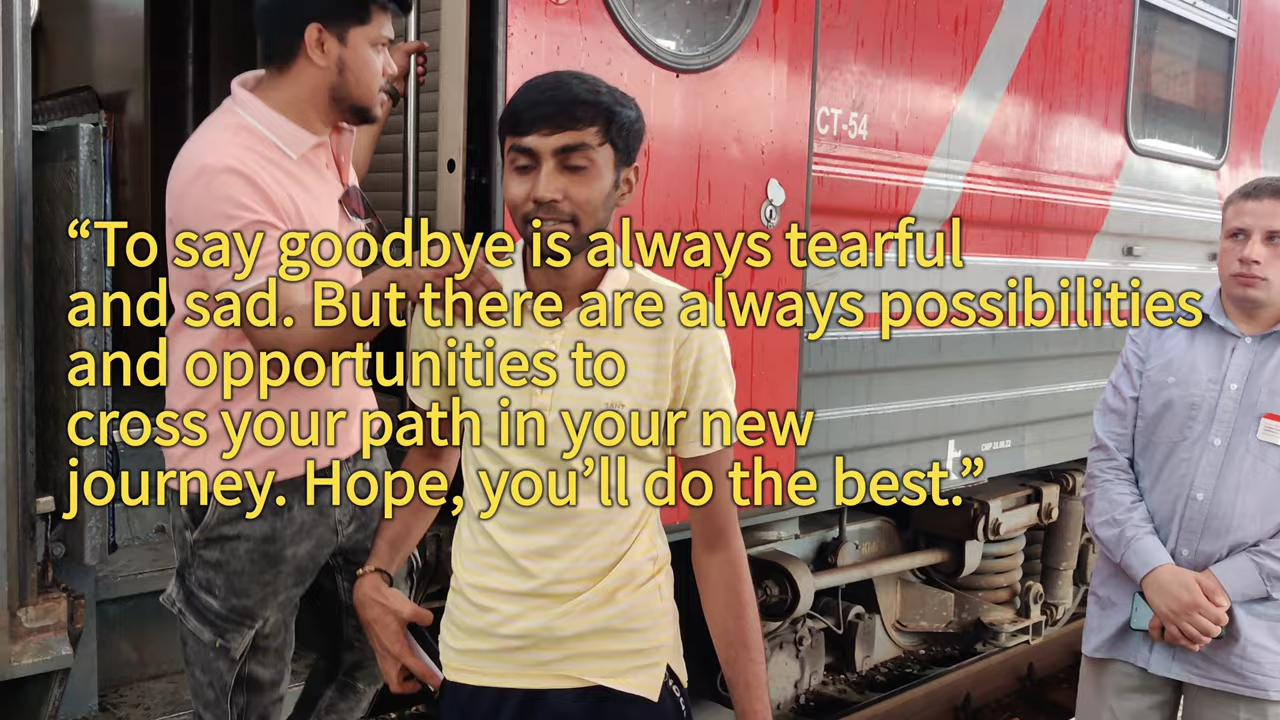 CT-54
“To say goodbye is always tearful
and sad. But there are always possibilities
and opportunities to
cross your path in your new
journey. Hope, you’ll do the best.”